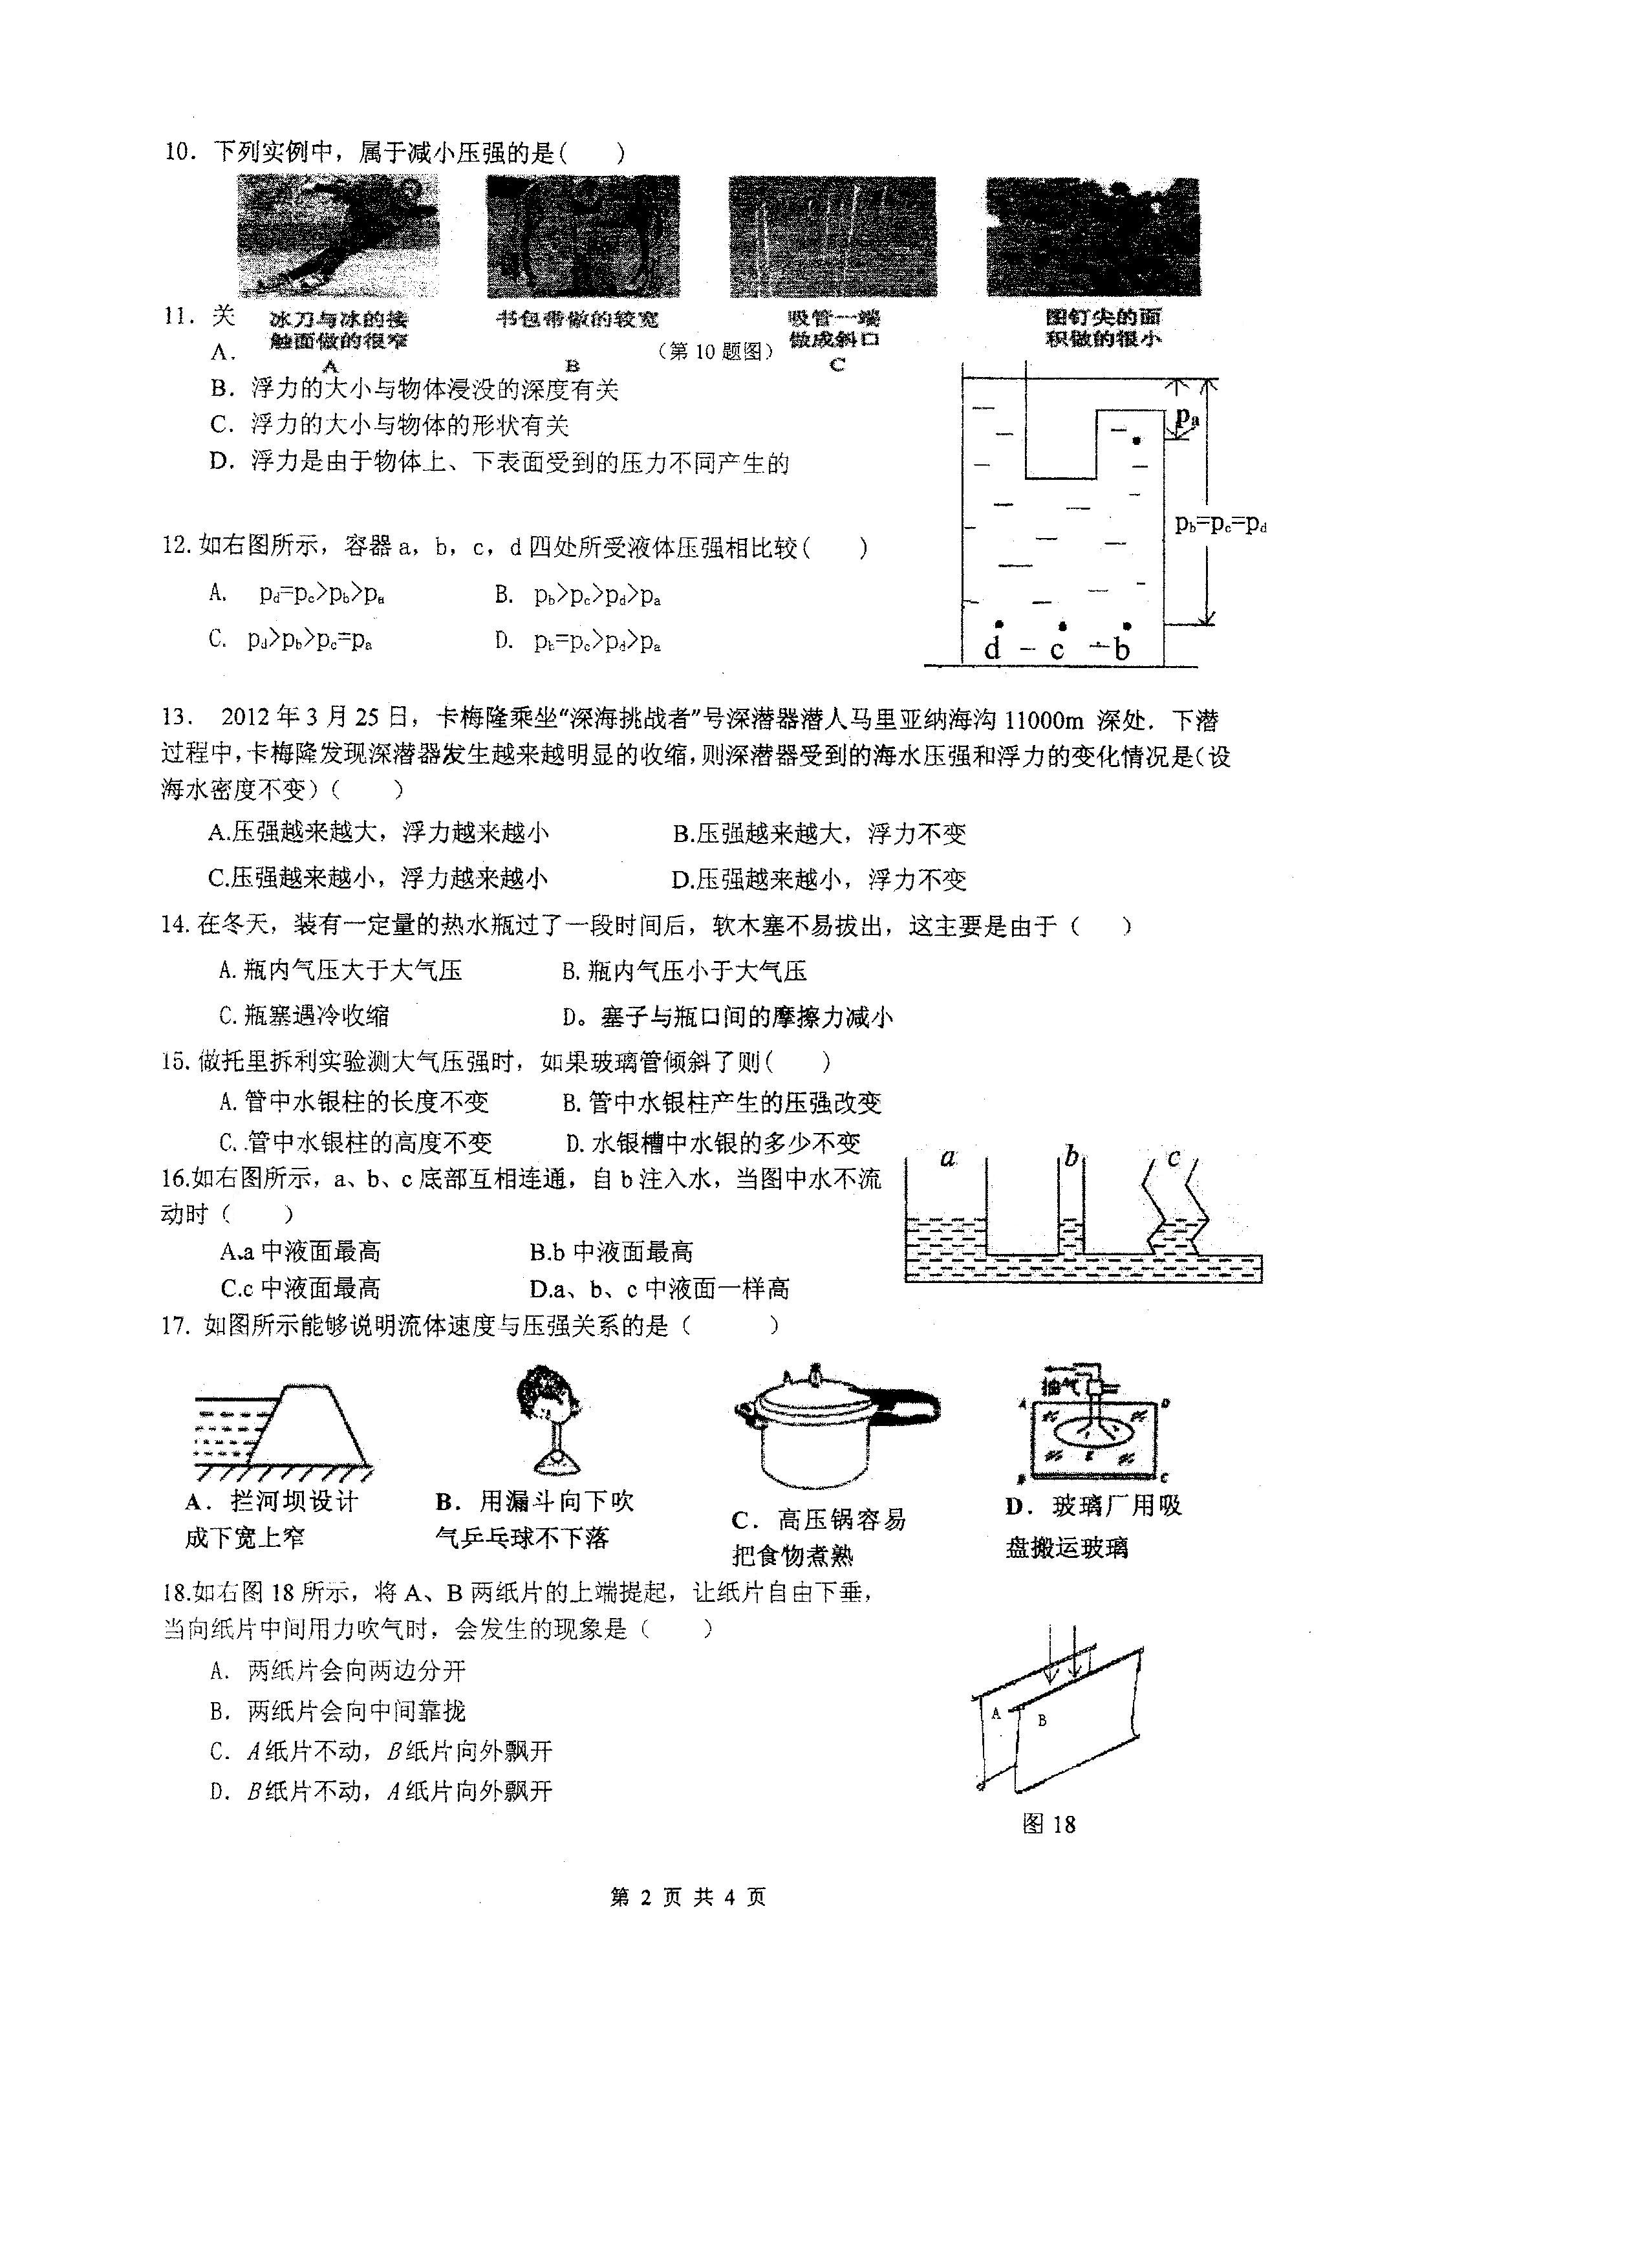 10．下列实例中，属于减小压强的是(　　)
冰刀与冰的接
触面做的很窄
A
书包带做的较宽
B
（第 10 题图）
吸管一端
做成斜口
C
图钉尖的面
积做的很小
11．关
A．
B．浮力的大小与物体浸没的深度有关
C．浮力的大小与物体的形状有关
D．浮力是由于物体上、下表面受到的压力不同产生的
pa
pb=pc=pd
d c b
12.如右图所示，容器 a，b，c，d 四处所受液体压强相比较(　　)
A. pd=pc>pb>pa　　B. pb>pc>pd>pa
C. pd>pb>pc=pa　　D. pb=pc>pd>pa
13． 2012 年 3 月 25 日，卡梅隆乘坐“深海挑战者”号深潜器潜人马里亚纳海沟 11000m 深处．下潜
过程中,卡梅隆发现深潜器发生越来越明显的收缩,则深潜器受到的海水压强和浮力的变化情况是(设
海水密度不变)(　　)
A.压强越来越大，浮力越来越小　　B.压强越来越大，浮力不变
C.压强越来越小，浮力越来越小　　D.压强越来越小，浮力不变
14.在冬天，装有一定量的热水瓶过了一段时间后，软木塞不易拔出，这主要是由于（　　）
A.瓶内气压大于大气压　　B.瓶内气压小于大气压
C.瓶塞遇冷收缩　　D。塞子与瓶口间的摩擦力减小
15.做托里拆利实验测大气压强时，如果玻璃管倾斜了则(　　)
A.管中水银柱的长度不变　　B.管中水银柱产生的压强改变
C.管中水银柱的高度不变　　D.水银槽中水银的多少不变
16.如右图所示，a、b、c 底部互相连通，自 b 注入水，当图中水不流
动时（　　）
A.a 中液面最高　　B.b 中液面最高
C.c 中液面最高　　D.a、b、c 中液面一样高
a b c
17. 如图所示能够说明流体速度与压强关系的是（　　）
抽气
A D
B C
A．拦河坝设计
成下宽上窄
B．用漏斗向下吹
气乒乓球不下落
C．高压锅容易
把食物煮熟
D．玻璃厂用吸
盘搬运玻璃
18.如右图 18 所示，将 A、B 两纸片的上端提起，让纸片自由下垂，
当向纸片中间用力吹气时，会发生的现象是（　　）
A．两纸片会向两边分开
B．两纸片会向中间靠拢
C．A 纸片不动，B 纸片向外飘开
D．B 纸片不动，A 纸片向外飘开
A B
图 18
第 2 页 共 4 页